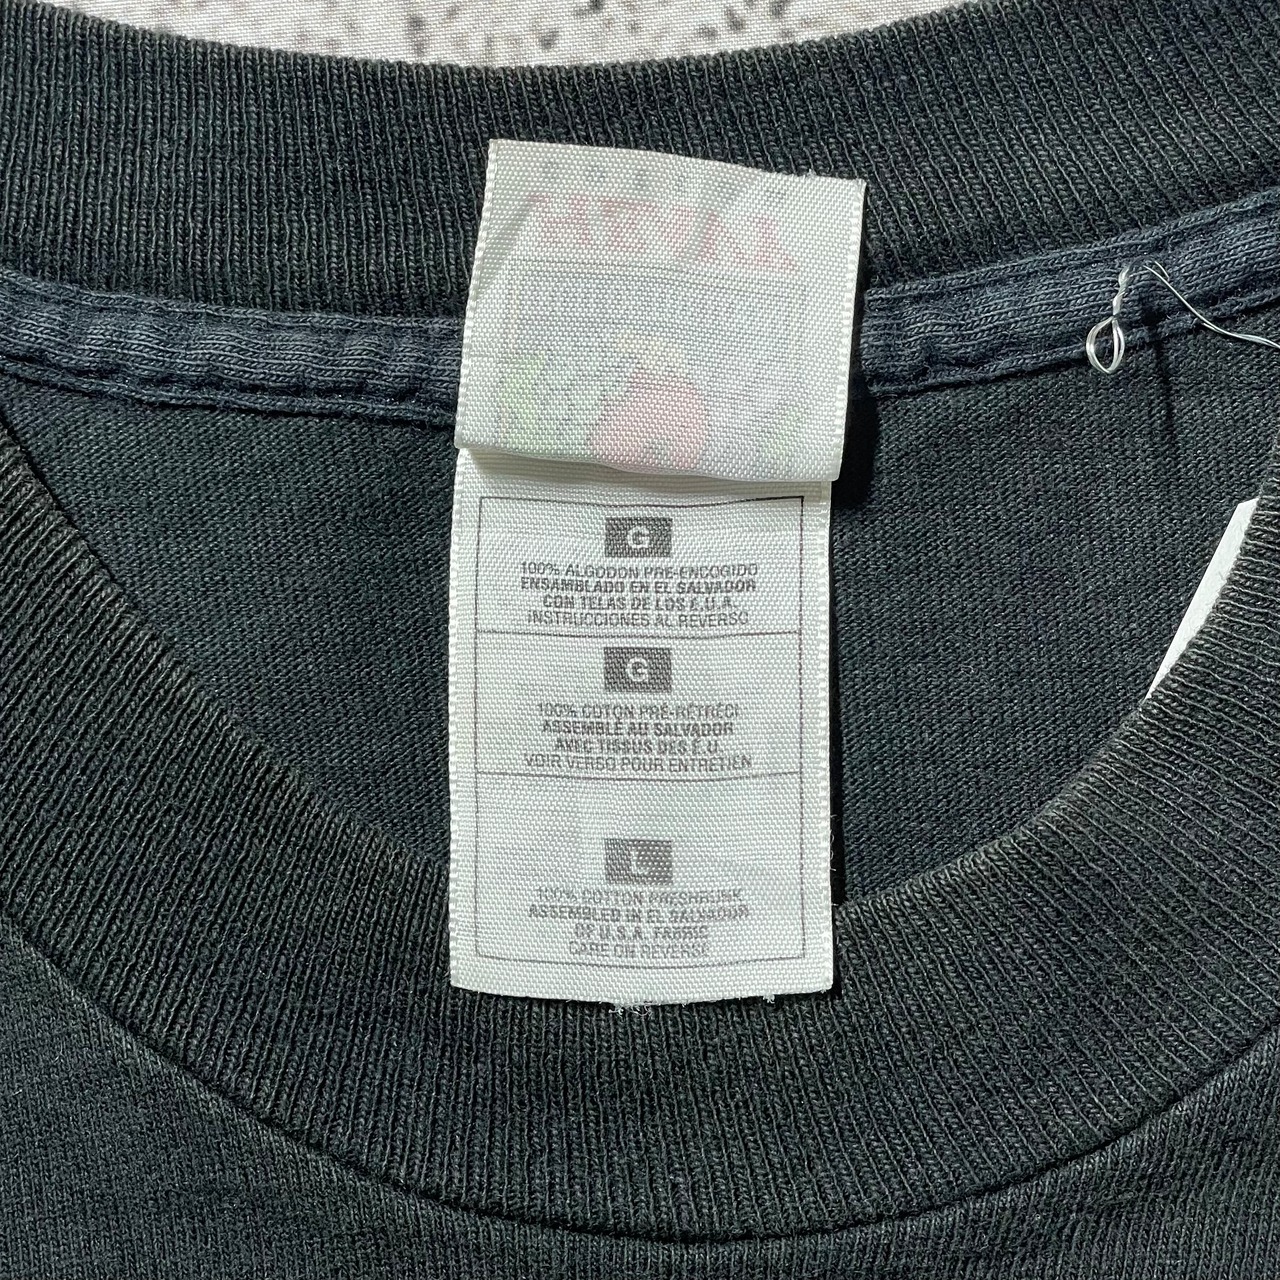 G
100% ALGODON PRE-ENCOGIDO
ENSAMBLADO EN EL SALVADOR
CON TELAS DE LOS E.U.A.
INSTRUCCIONES AL REVERSO
G
100% COTON PRÉ-RÉTRÉCI
ASSEMBLÉ AU SALVADOR
AVEC TISSUS DES É.U.
VOIR VERSO POUR ENTRETIEN
L
100% COTTON PRESHRUNK
ASSEMBLED IN EL SALVADOR
OF U.S.A. FABRIC
CARE ON REVERSE